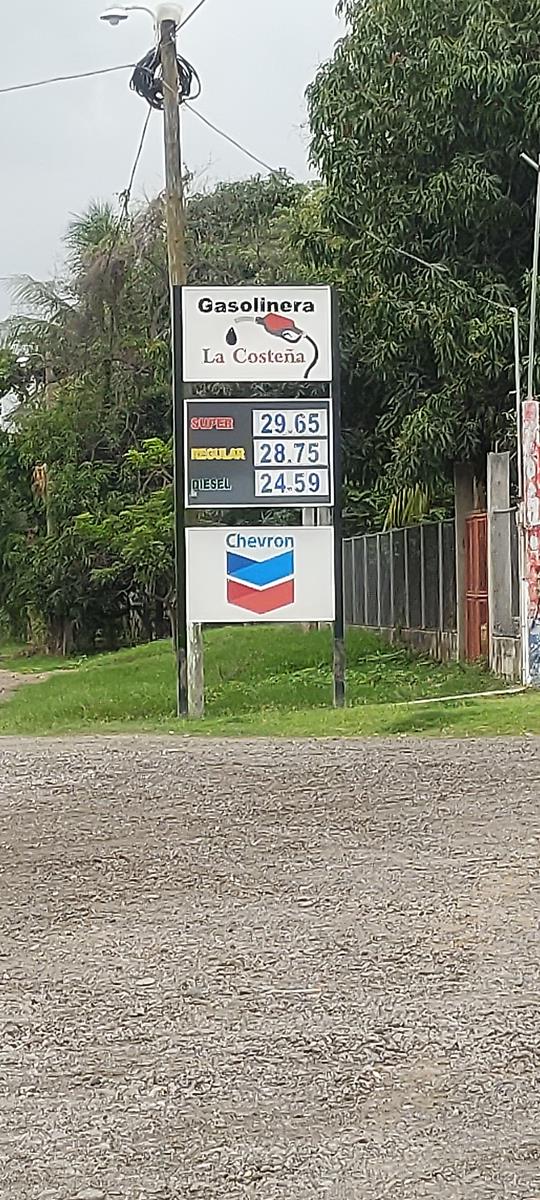 Gasolinera
La Costeña
SUPER 29.65
REGULAR 28.75
DIESEL 24.59
Chevron